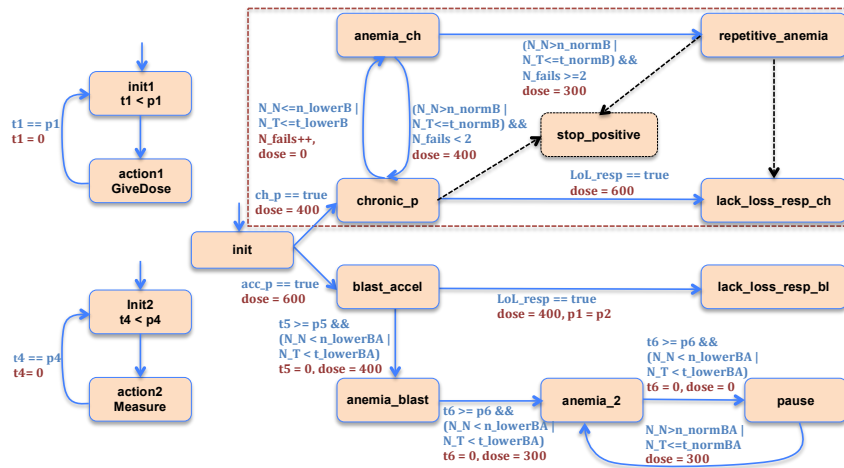 anemia_ch
repetitive_anemia
(N_N>n_normB |
N_T<=t_normB) &&
N_fails >=2
dose = 300
init1
t1 < p1
t1 == p1
t1 = 0
action1
GiveDose
N_N<=n_lowerB |
N_T<=t_lowerB
N_fails++,
dose = 0
(N_N>n_normB |
N_T<=t_normB) &&
N_fails < 2
dose = 400
stop_positive
ch_p == true
dose = 400
chronic_p
LoL_resp == true
dose = 600
lack_loss_resp_ch
init
acc_p == true
dose = 600
blast_accel
LoL_resp == true
dose = 400, p1 = p2
lack_loss_resp_bl
Init2
t4 < p4
t4 == p4
t4= 0
action2
Measure
t5 >= p5 &&
(N_N < n_lowerBA |
N_T < t_lowerBA)
t5 = 0, dose = 400
t6 >= p6 &&
(N_N < n_lowerBA |
N_T < t_lowerBA)
t6 = 0, dose = 0
anemia_blast
t6 >= p6 &&
(N_N < n_lowerBA |
N_T < t_lowerBA)
t6 = 0, dose = 300
anemia_2
pause
N_N>n_normBA |
N_T<=t_normBA
dose = 300